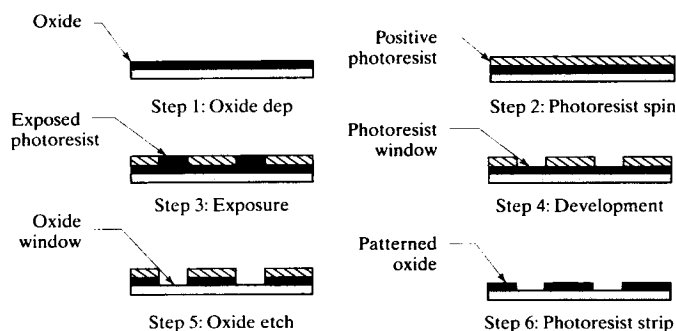 Oxide
Step 1: Oxide dep
Positive
photoresist
Step 2: Photoresist spin
Exposed
photoresist
Step 3: Exposure
Photoresist
window
Step 4: Development
Oxide
window
Step 5: Oxide etch
Patterned
oxide
Step 6: Photoresist strip